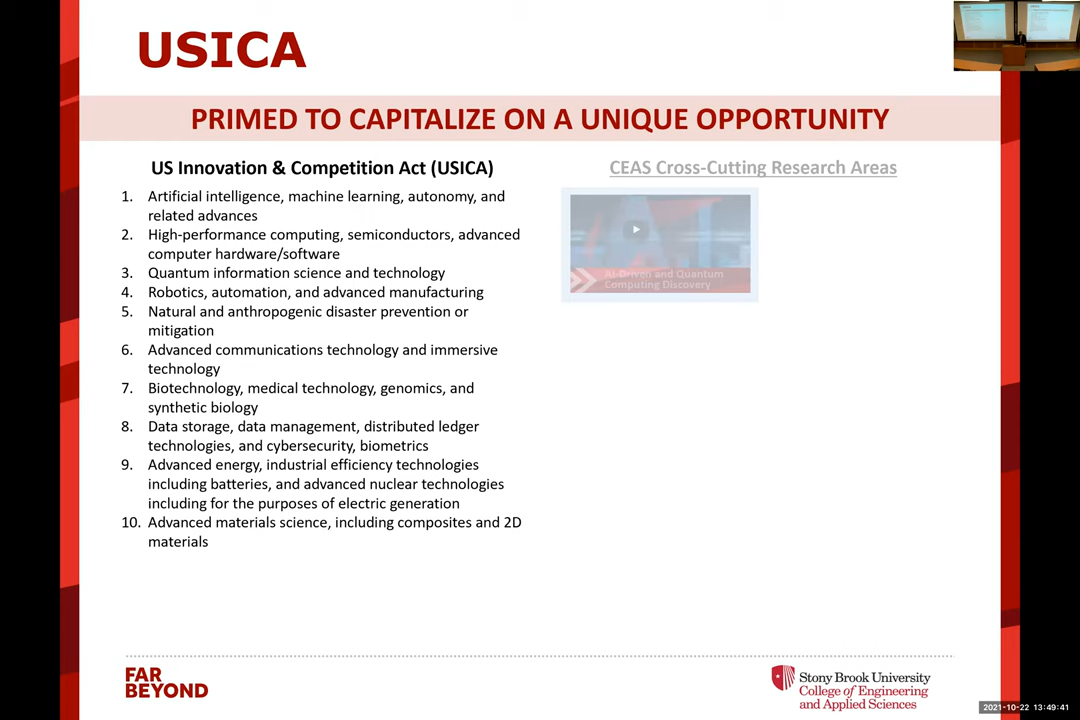 USICA
PRIMED TO CAPITALIZE ON A UNIQUE OPPORTUNITY
US Innovation & Competition Act (USICA)
1. Artificial intelligence, machine learning, autonomy, and
related advances
2. High-performance computing, semiconductors, advanced
computer hardware/software
3. Quantum information science and technology
4. Robotics, automation, and advanced manufacturing
5. Natural and anthropogenic disaster prevention or
mitigation
6. Advanced communications technology and immersive
technology
7. Biotechnology, medical technology, genomics, and
synthetic biology
8. Data storage, data management, distributed ledger
technologies, and cybersecurity, biometrics
9. Advanced energy, industrial efficiency technologies
including batteries, and advanced nuclear technologies
including for the purposes of electric generation
10. Advanced materials science, including composites and 2D
materials
CEAS Cross-Cutting Research Areas
AI-Driven and Quantum
Computing Discovery
FAR
BEYOND
Stony Brook University
College of Engineering
and Applied Sciences
2021-10-22 13:49:41